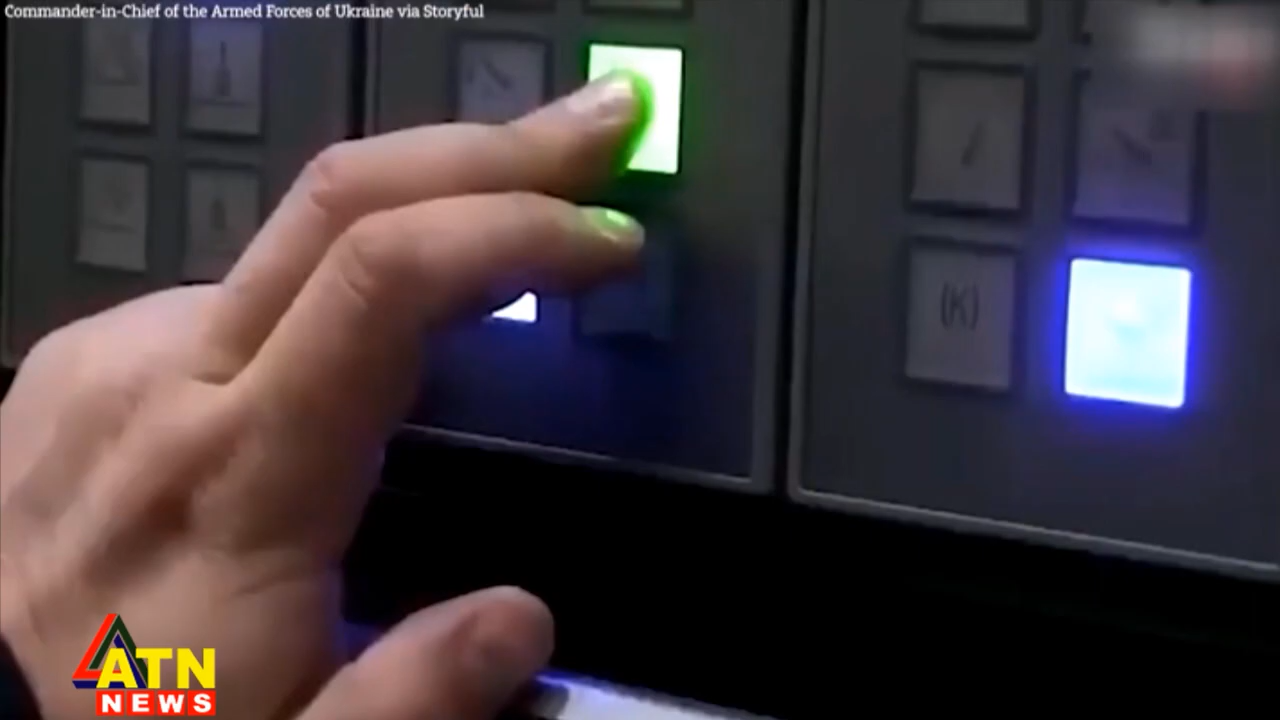 Commander-in-Chief of the Armed Forces of Ukraine via Storyful
(K)
ATN
NEWS